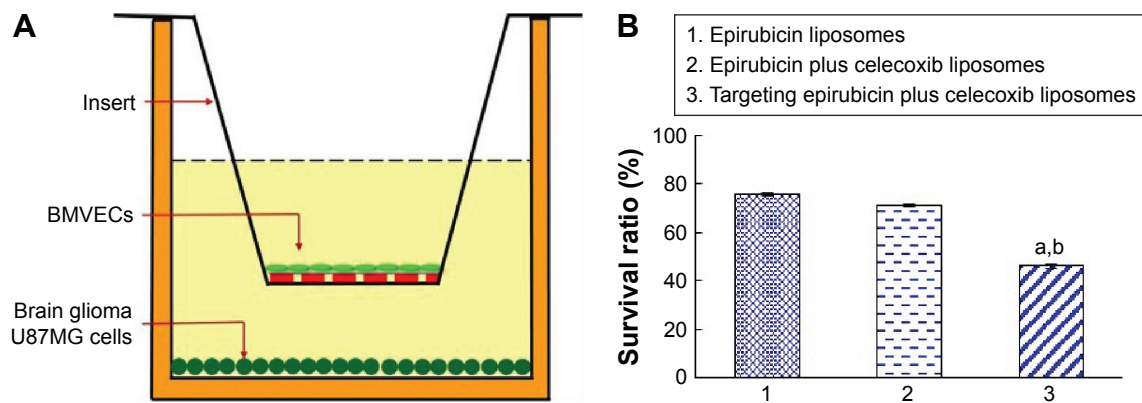 A
Insert
BMVECs
Brain glioma
U87MG cells
B
1. Epirubicin liposomes
2. Epirubicin plus celecoxib liposomes
3. Targeting epirubicin plus celecoxib liposomes
Survival ratio (%)
100
80
60
40
20
0
a,b
1
2
3